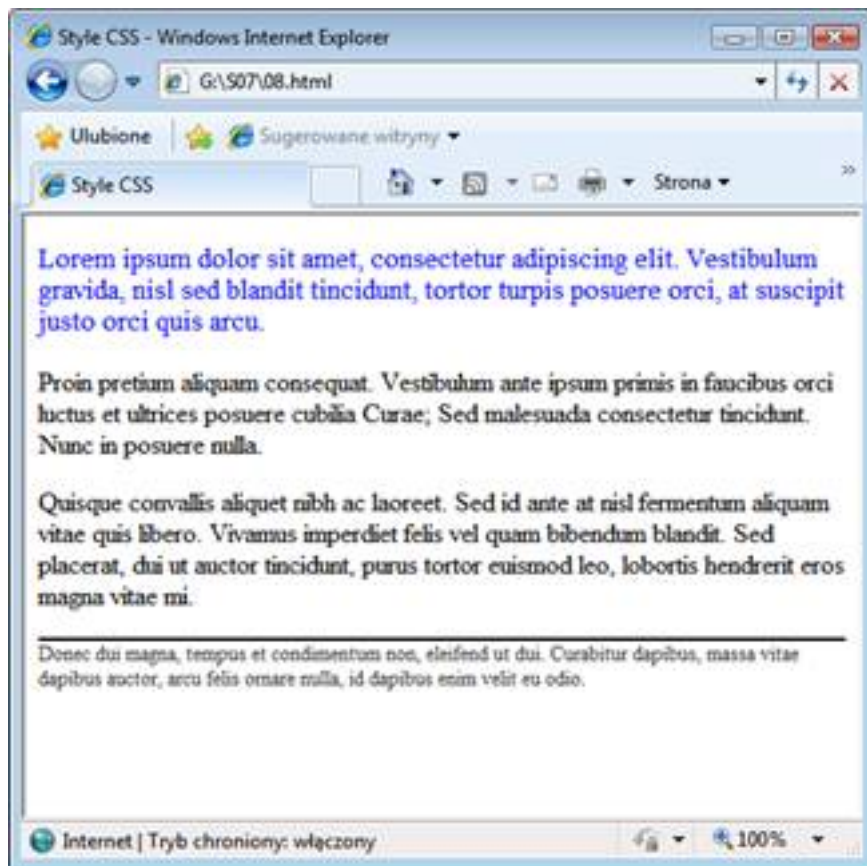 Style CSS - Windows Internet Explorer
G:\S07\08.html
Ulubione Sugerowane witryny
Style CSS Strona
Lorem ipsum dolor sit amet, consectetur adipiscing elit. Vestibulum
gravida, nisl sed blandit tincidunt, tortor turpis posuere orci, at suscipit
justo orci quis arcu.
Proin pretium aliquam consequat. Vestibulum ante ipsum primis in faucibus orci
luctus et ultrices posuere cubilia Curae; Sed malesuada consectetur tincidunt.
Nunc in posuere nulla.
Quisque convallis aliquet nibh ac laoreet. Sed id ante at nisl fermentum aliquam
vitae quis libero. Vivamus imperdiet felis vel quam bibendum blandit. Sed
placerat, dui ut auctor tincidunt, purus tortor euismod leo, lobortis hendrerit eros
magna vitae mi.
Donec dui magna, tempus et condimentum non, eleifend ut dui. Curabitur dapibus, massa vitae
dapibus auctor, arcu felis ornare nulla, id dapibus enim velit eu odio.
Internet | Tryb chroniony: włączony 100%